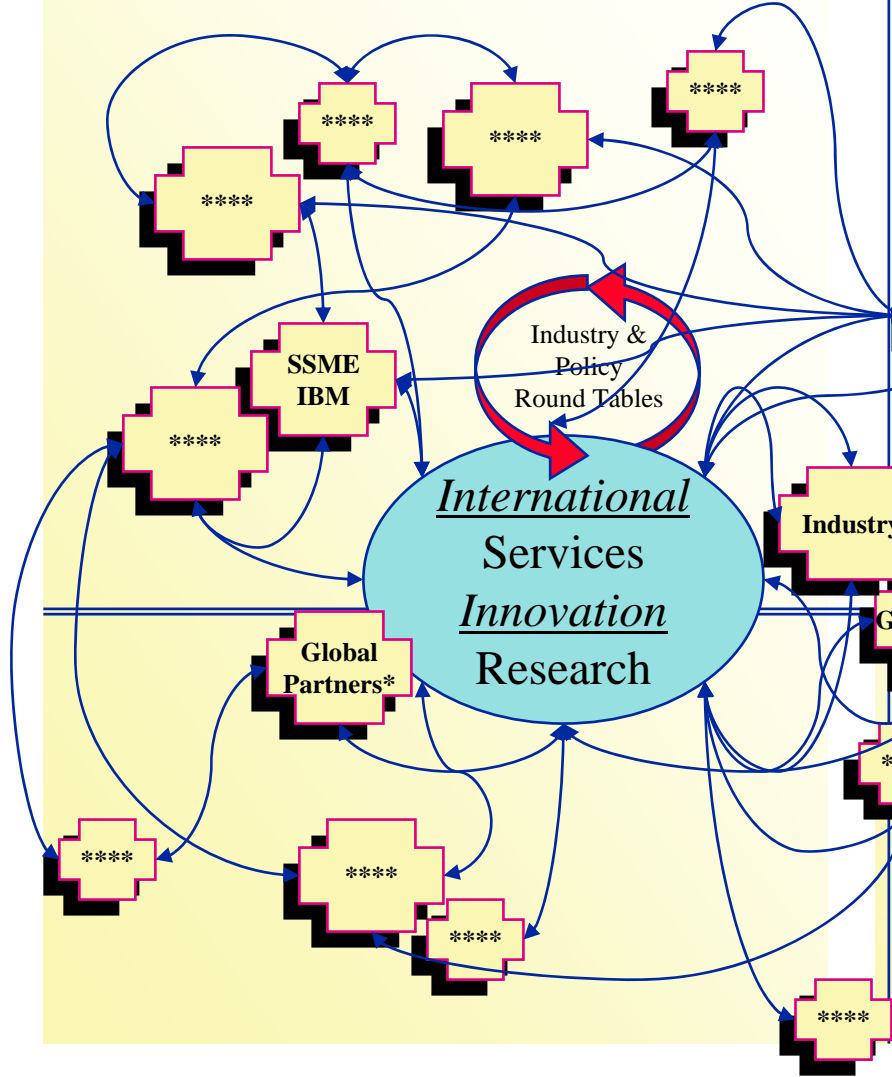 ****
****
****
****
Industry &
Policy
Round Tables
SSME
IBM
****
International
Services
Innovation
Research
Industry
G
Global
Partners*
*
****
****
****
****